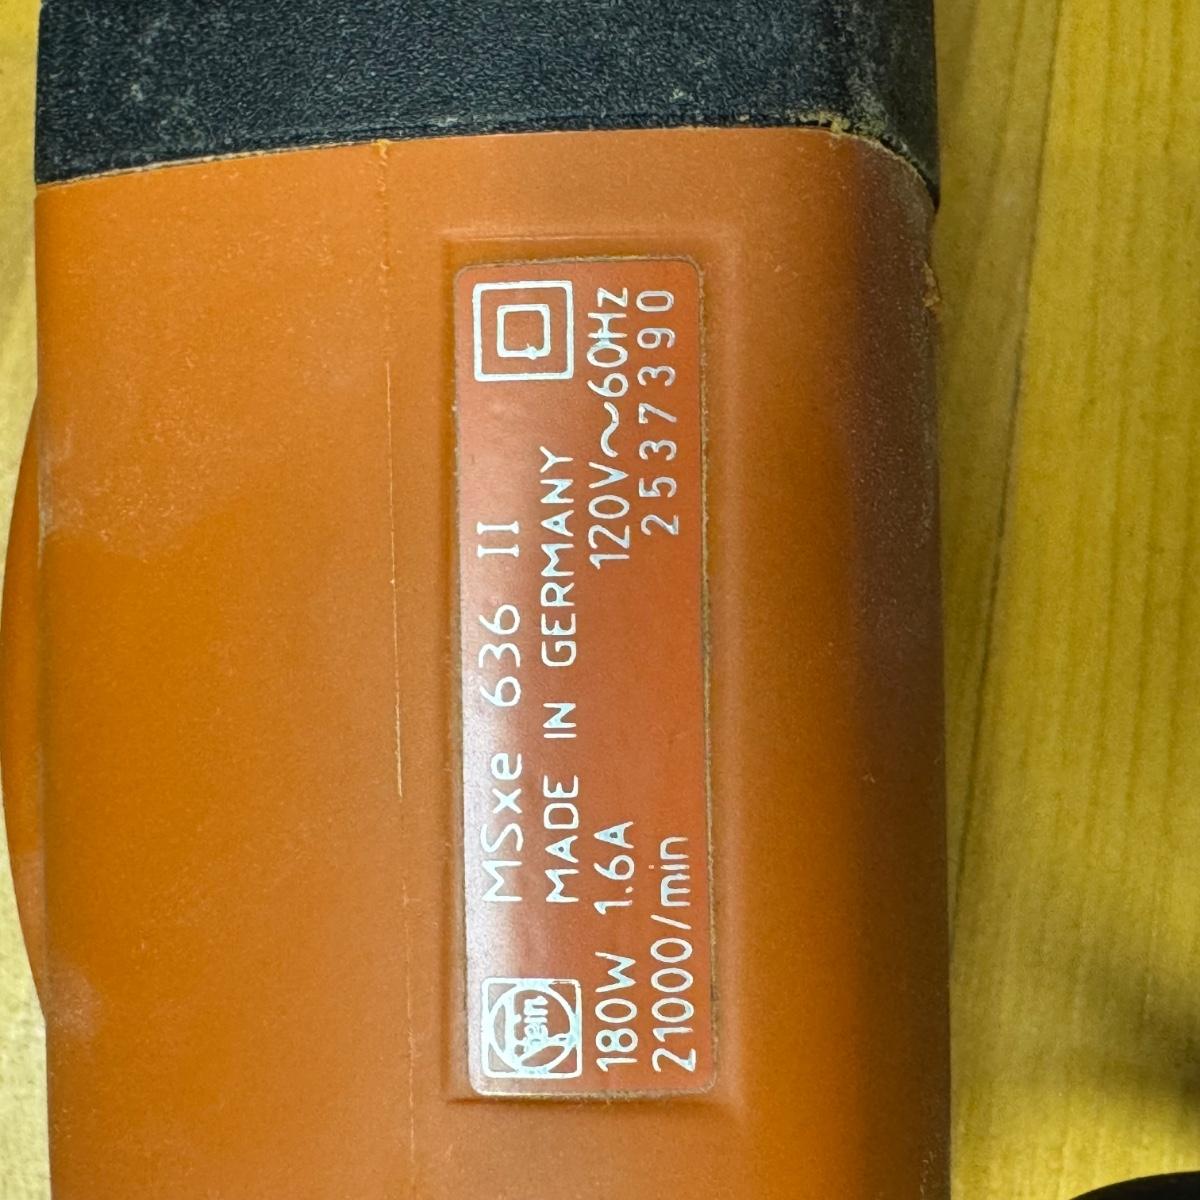 fein
MSxe 636 II
MADE IN GERMANY
180W 1.6A 120V~60Hz
21000/min 2537390